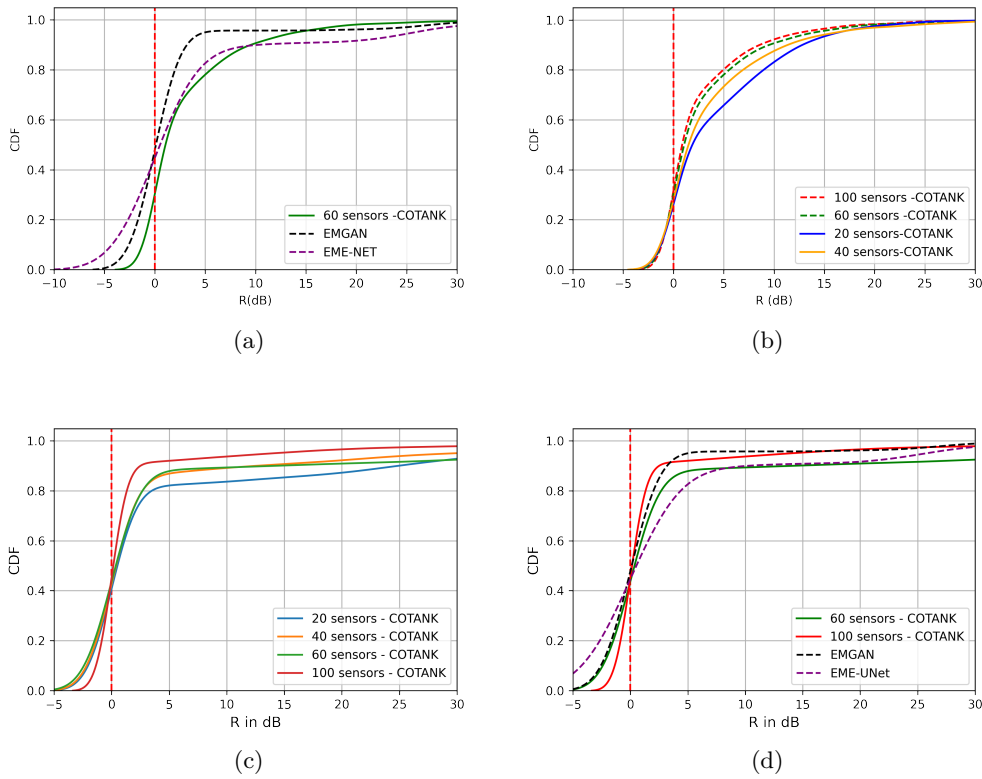 CDF
1.0
0.8
0.6
0.4
0.2
0.0
60 sensors -COTANK
EMGAN
EME-NET
−10 −5 0 5 10 15 20 25 30
R(dB)
(a)
CDF
1.0
0.8
0.6
0.4
0.2
0.0
100 sensors -COTANK
60 sensors -COTANK
20 sensors-COTANK
40 sensors-COTANK
−10 −5 0 5 10 15 20 25 30
R (dB)
(b)
CDF
1.0
0.8
0.6
0.4
0.2
0.0
20 sensors - COTANK
40 sensors - COTANK
60 sensors - COTANK
100 sensors - COTANK
−5 0 5 10 15 20 25 30
R in dB
(c)
CDF
1.0
0.8
0.6
0.4
0.2
0.0
60 sensors - COTANK
100 sensors - COTANK
EMGAN
EME-UNet
−5 0 5 10 15 20 25 30
R in dB
(d)